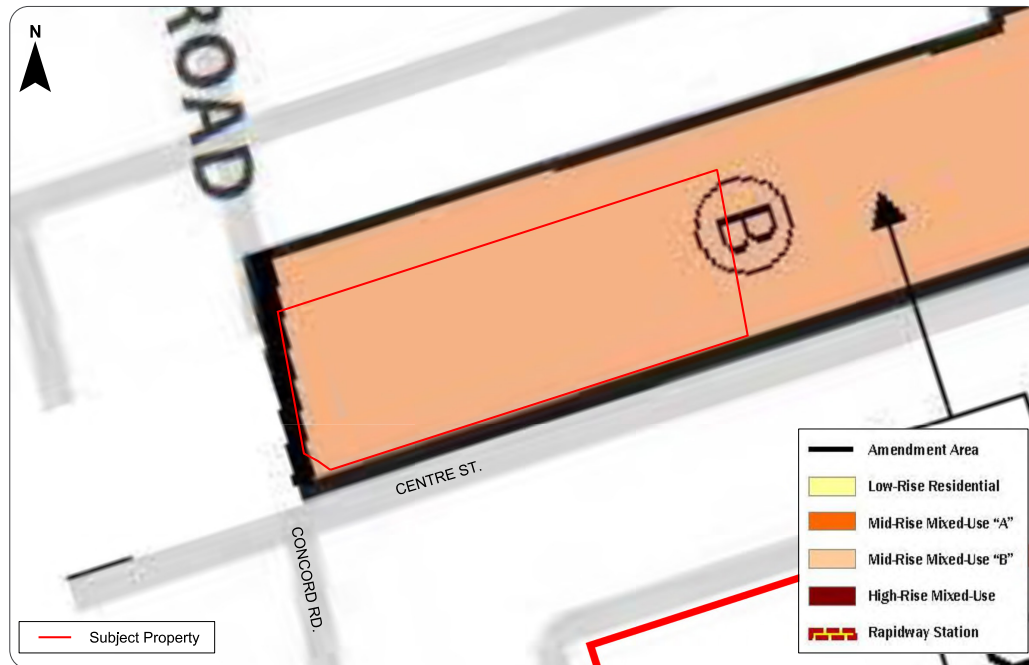 N
ROAD
B
CENTRE ST.
CONCORD RD.
Amendment Area
Low-Rise Residential
Mid-Rise Mixed-Use “A”
Mid-Rise Mixed-Use “B”
High-Rise Mixed-Use
Rapidway Station
Subject Property